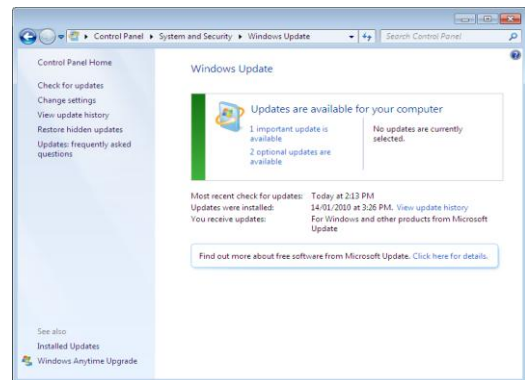 Control Panel ▸ System and Security ▸ Windows Update
Search Control Panel
Control Panel Home
Check for updates
Change settings
View update history
Restore hidden updates
Updates: frequently asked
questions
See also
Installed Updates
Windows Anytime Upgrade
Windows Update
Updates are available for your computer
1 important update is
available
2 optional updates are
available
No updates are currently
selected.
Most recent check for updates: Today at 2:13 PM
Updates were installed: 14/01/2010 at 3:26 PM. View update history
You receive updates: For Windows and other products from Microsoft
Update
Find out more about free software from Microsoft Update. Click here for details.